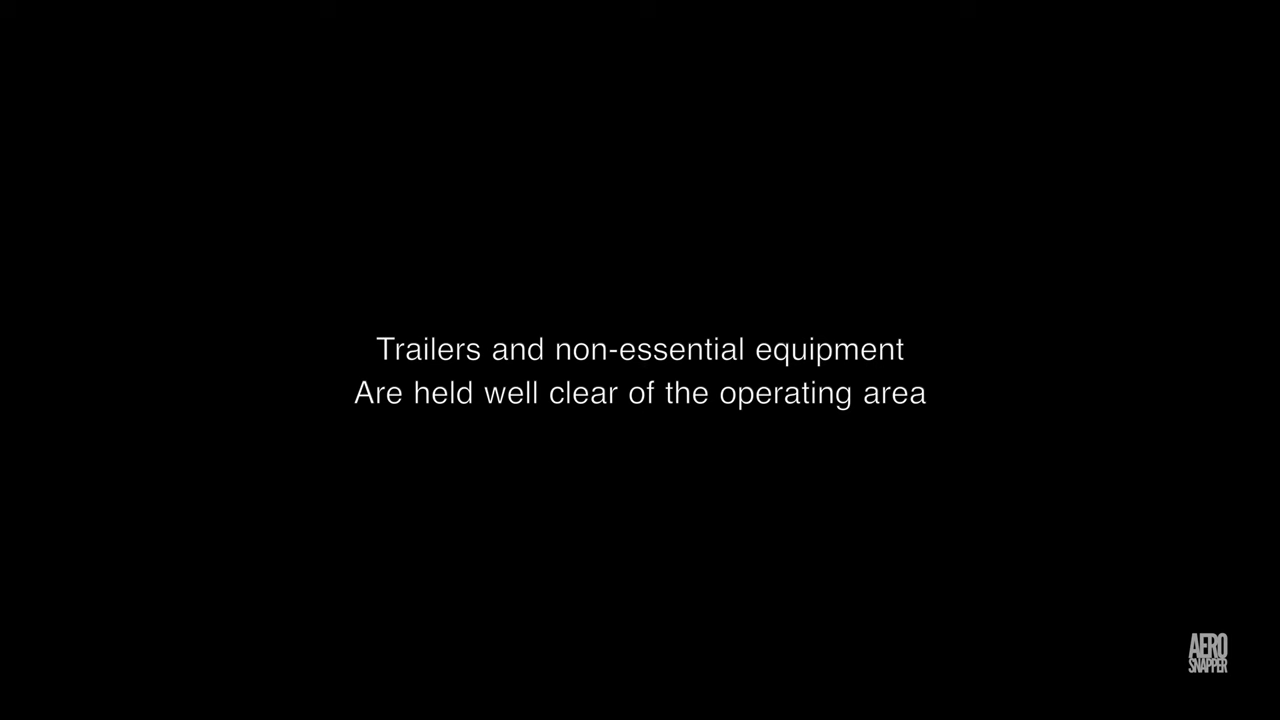 Trailers and non-essential equipment
Are held well clear of the operating area
AERO
SNAPPER